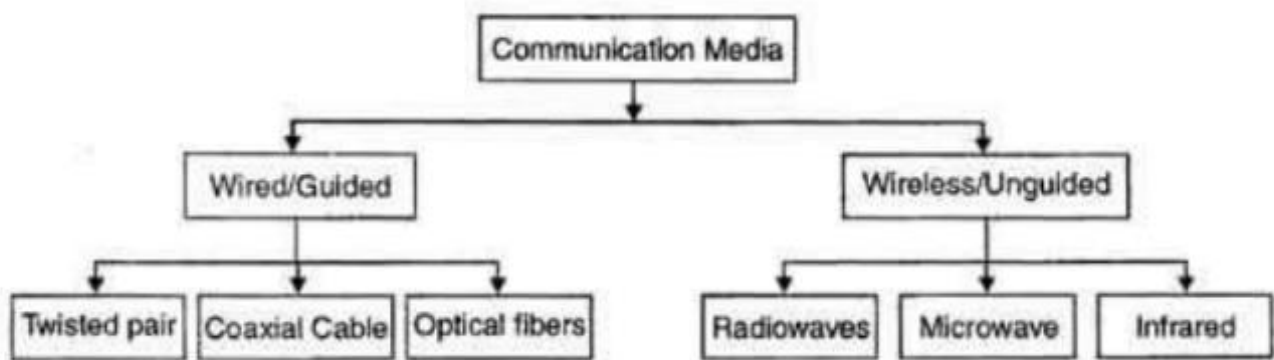 Communication Media
Wired/Guided
Wireless/Unguided
Twisted pair
Coaxial Cable
Optical fibers
Radiowaves
Microwave
Infrared